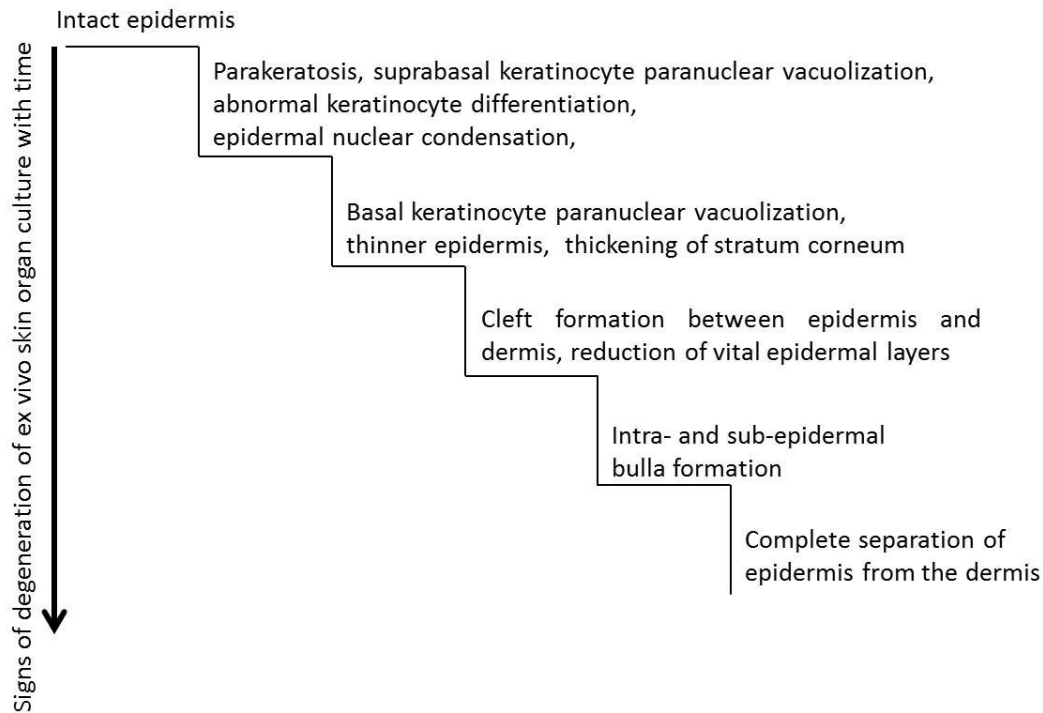 Intact epidermis
Signs of degeneration of ex vivo skin organ culture with time
Parakeratosis, suprabasal keratinocyte paranuclear vacuolization,
abnormal keratinocyte differentiation,
epidermal nuclear condensation,
Basal keratinocyte paranuclear vacuolization,
thinner epidermis, thickening of stratum corneum
Cleft formation between epidermis and
dermis, reduction of vital epidermal layers
Intra- and sub-epidermal
bulla formation
Complete separation of
epidermis from the dermis